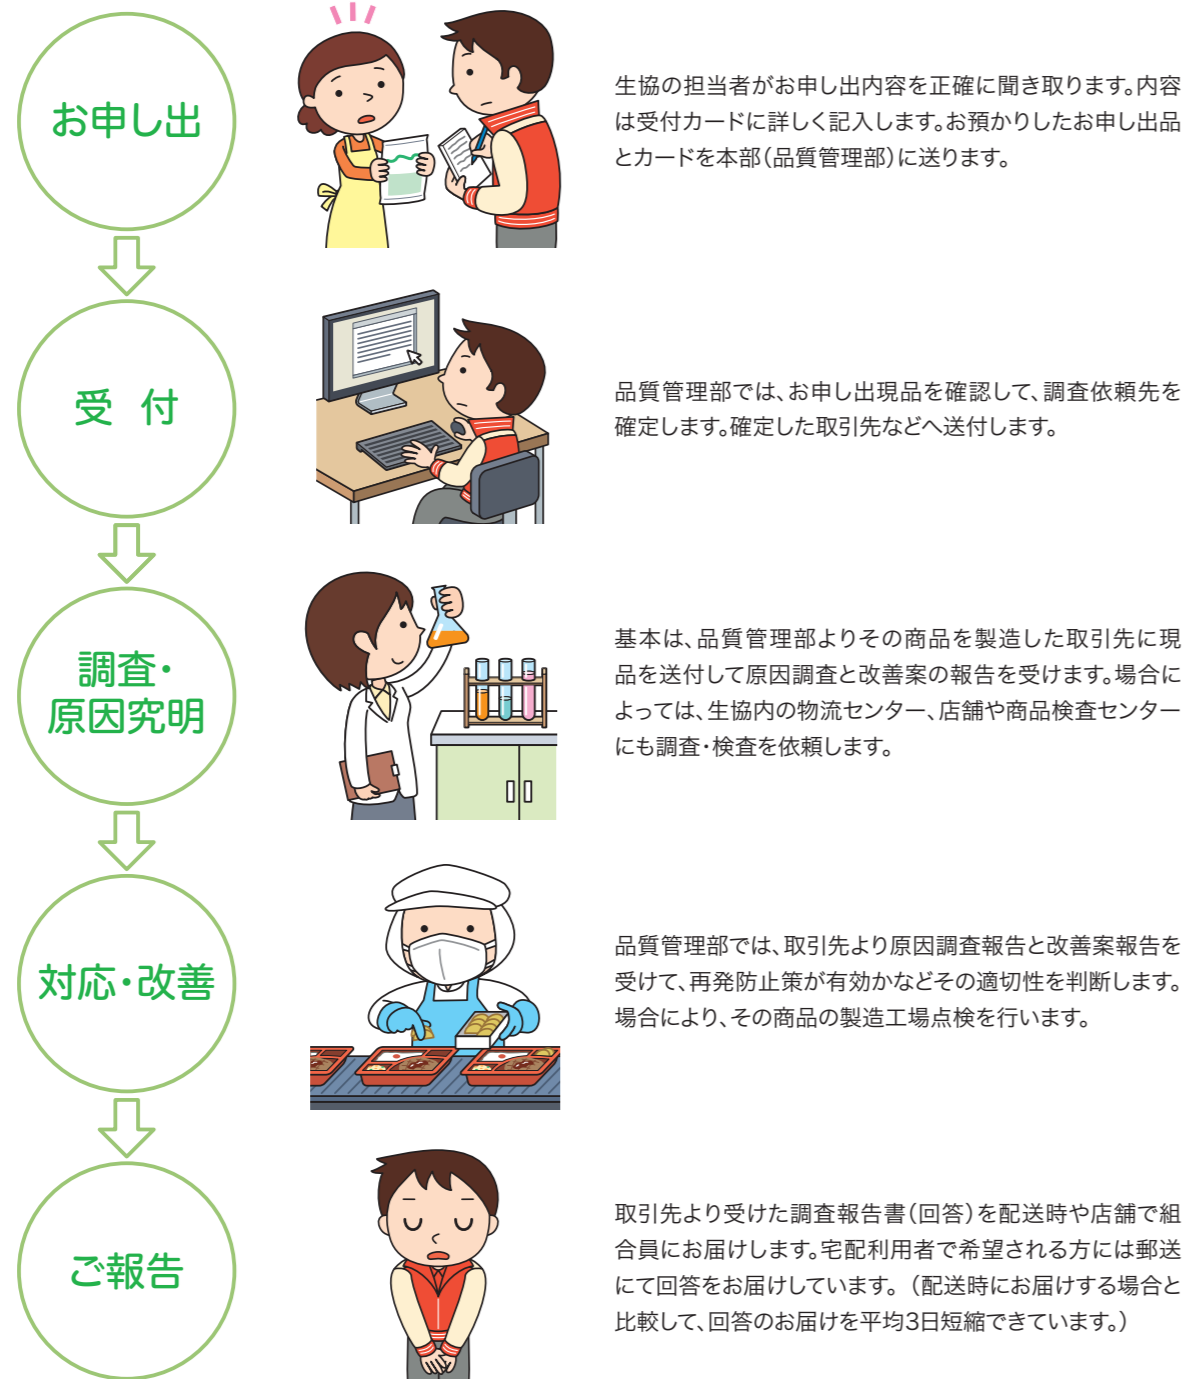 お申し出
生協の担当者がお申し出内容を正確に聞き取ります。内容
は受付カードに詳しく記入します。お預かりしたお申し出品
とカードを本部（品質管理部）に送ります。
受 付
品質管理部では、お申し出現品を確認して、調査依頼先を
確定します。確定した取引先などへ送付します。
調査・
原因究明
基本は、品質管理部よりその商品を製造した取引先に現
品を送付して原因調査と改善案の報告を受けます。場合に
よっては、生協内の物流センター、店舗や商品検査センター
にも調査・検査を依頼します。
対応・改善
品質管理部では、取引先より原因調査報告と改善案報告を
受けて、再発防止策が有効かなどその適切性を判断します。
場合により、その商品の製造工場点検を行います。
ご報告
取引先より受けた調査報告書（回答）を配送時や店舗で組
合員にお届けします。宅配利用者で希望される方には郵送
にて回答をお届けしています。（配送時にお届けする場合と
比較して、回答のお届けを平均3日短縮できています。）